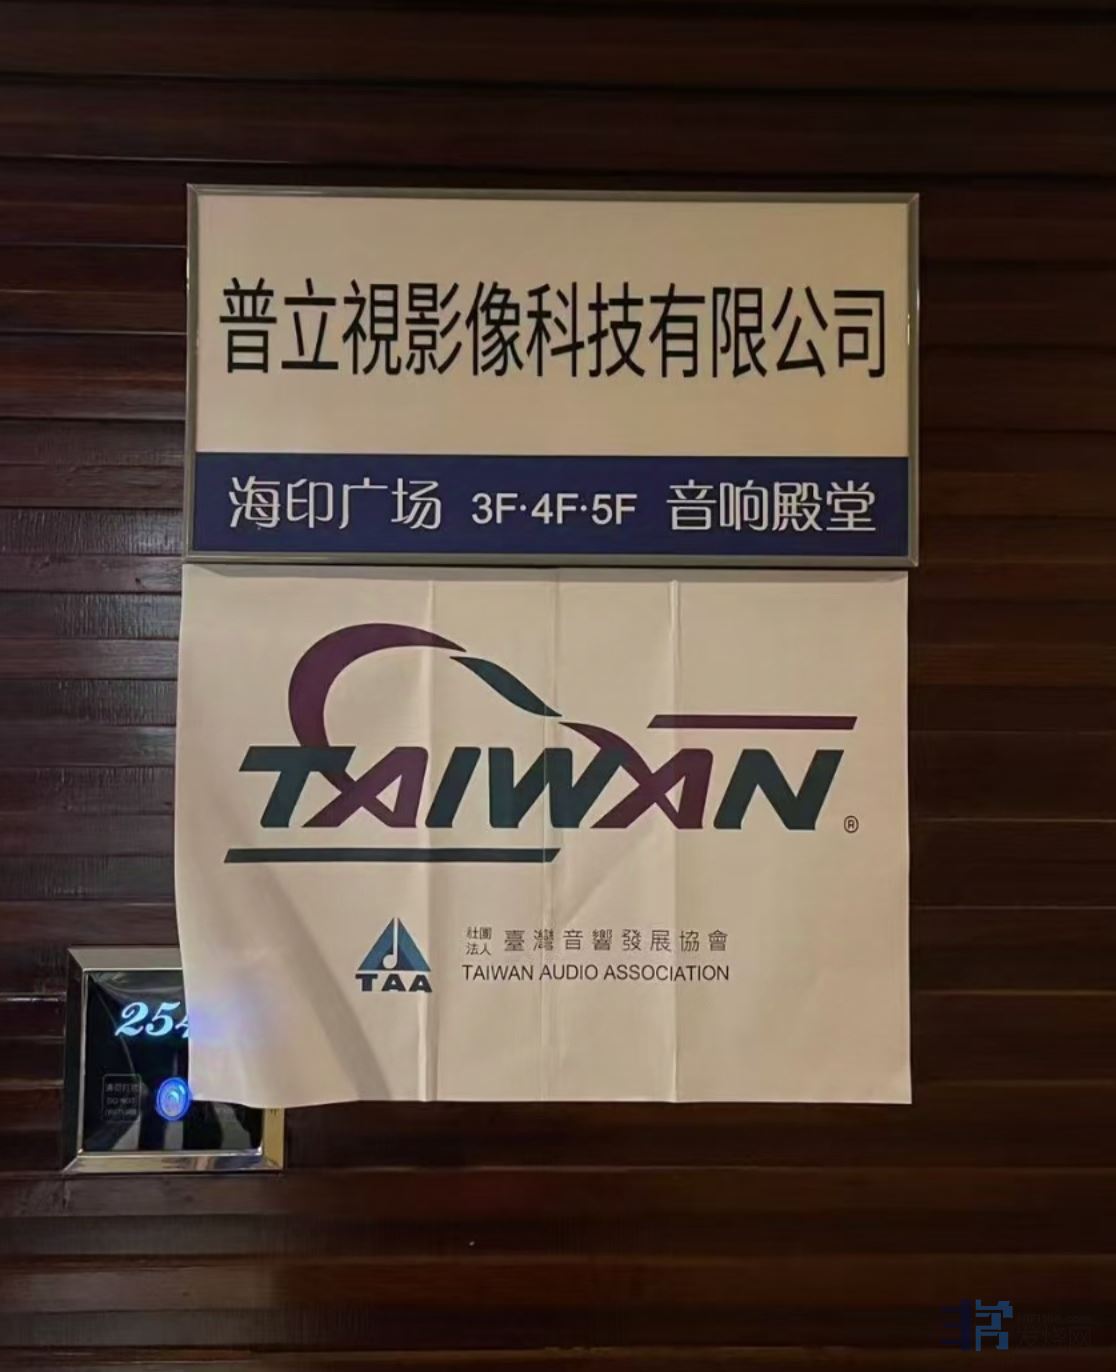 普立視影像科技有限公司
海印广场 3F·4F·5F 音响殿堂
TAIWAN ®
社團法人 臺灣音響發展協會
TAA
TAIWAN AUDIO ASSOCIATION
25